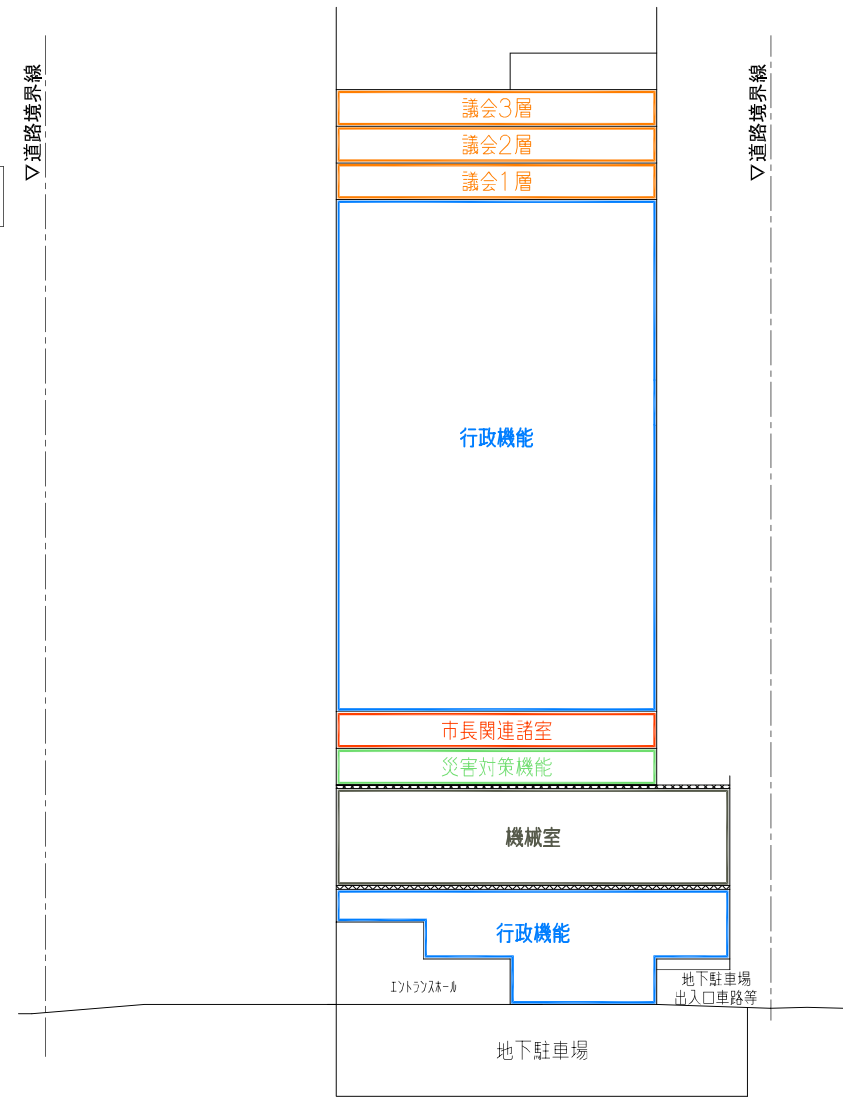 ▽道路境界線
▽道路境界線
議会3層
議会2層
議会1層
行政機能
市長関連諸室
災害対策機能
機械室
行政機能
エントランスホール
地下駐車場
出入口車路等
地下駐車場